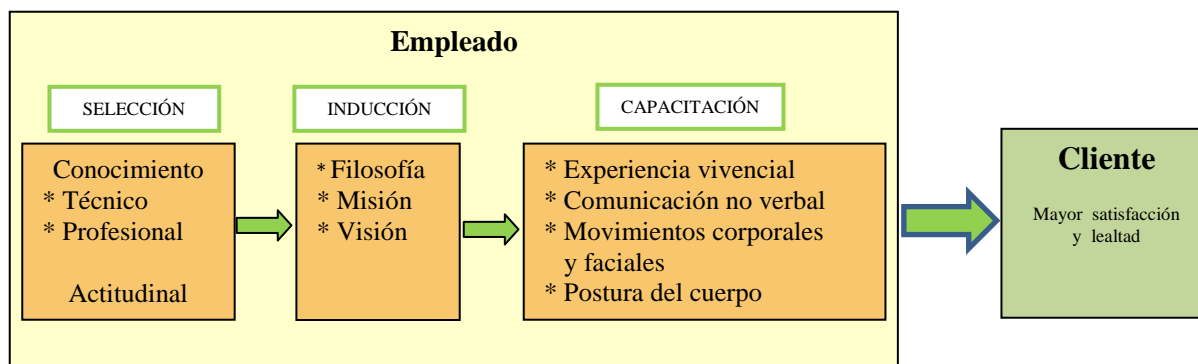 Empleado
SELECCIÓN
Conocimiento
* Técnico
* Profesional
Actitudinal
INDUCCIÓN
* Filosofía
* Misión
* Visión
CAPACITACIÓN
* Experiencia vivencial
* Comunicación no verbal
* Movimientos corporales
y faciales
* Postura del cuerpo
Cliente
Mayor satisfacción
y lealtad